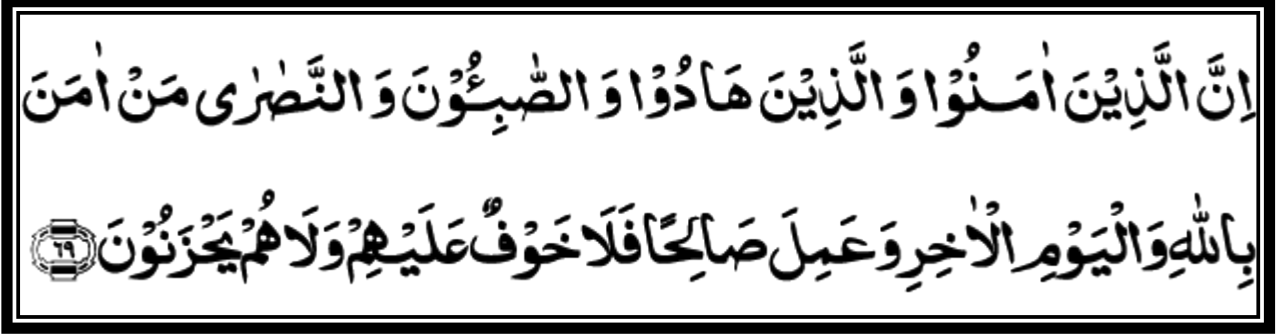 اِنَّ الَّذِيْنَ اٰمَنُوْا وَالَّذِيْنَ هَادُوْا وَالصّٰبِـُٔوْنَ وَالنَّصٰرٰى مَنْ اٰمَنَ
بِاللّٰهِ وَالْيَوْمِ الْاٰخِرِ وَعَمِلَ صَالِحًا فَلَا خَوْفٌ عَلَيْهِمْ وَلَا هُمْ يَحْزَنُوْنَ ٦٩